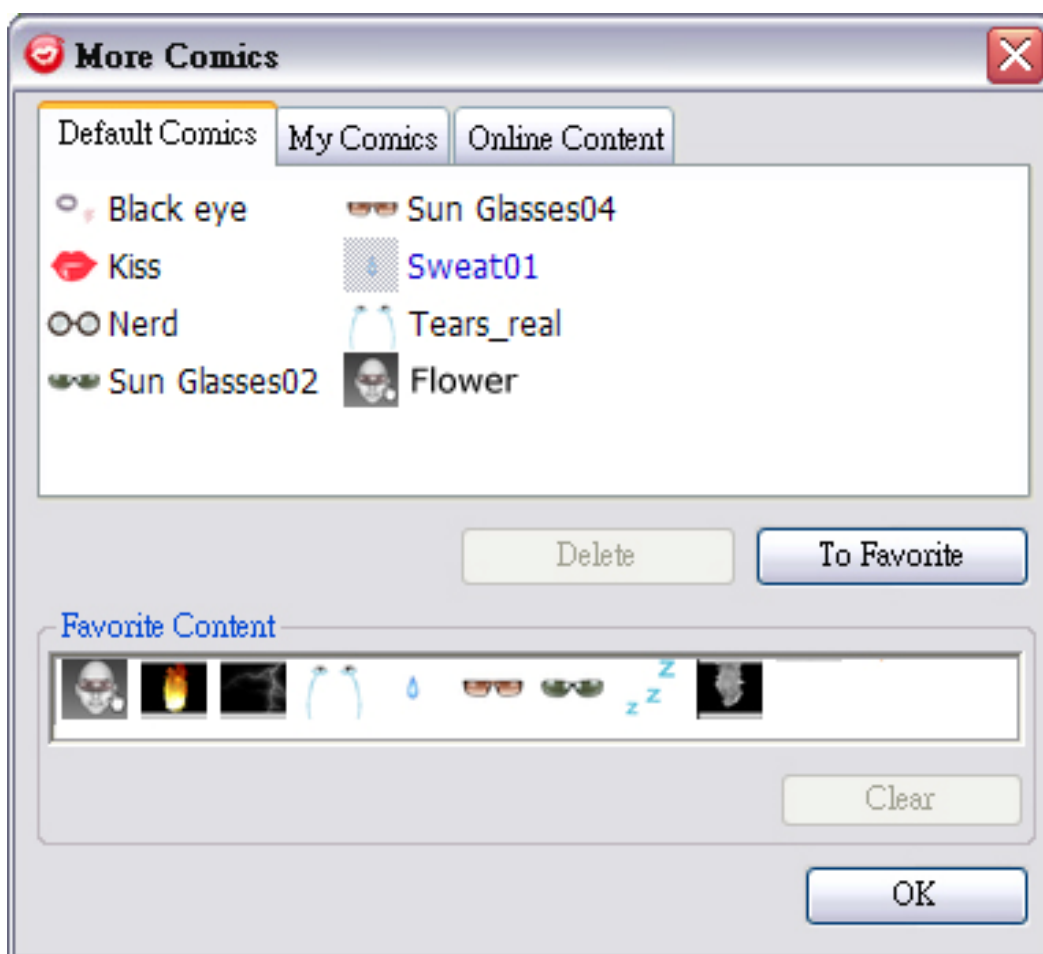 More Comics
Default Comics My Comics Online Content
Black eye Sun Glasses04
Kiss Sweat01
Nerd Tears_real
Sun Glasses02 Flower
Delete To Favorite
Favorite Content
z z z
Clear
OK